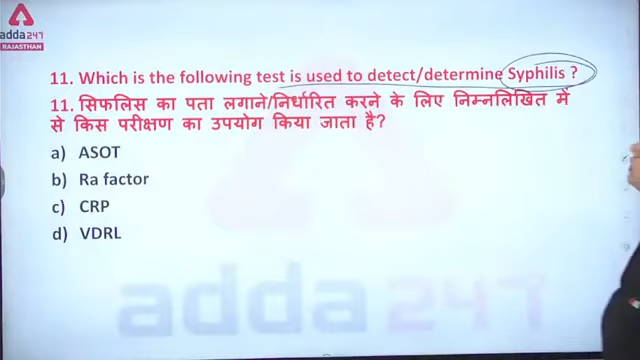 adda247
RAJASTHAN
11. Which is the following test is used to detect/determine Syphilis ?
11. सिफलिस का पता लगाने/निर्धारित करने के लिए निम्नलिखित में
से किस परीक्षण का उपयोग किया जाता है?
a) ASOT
b) Ra factor
c) CRP
d) VDRL
adda247